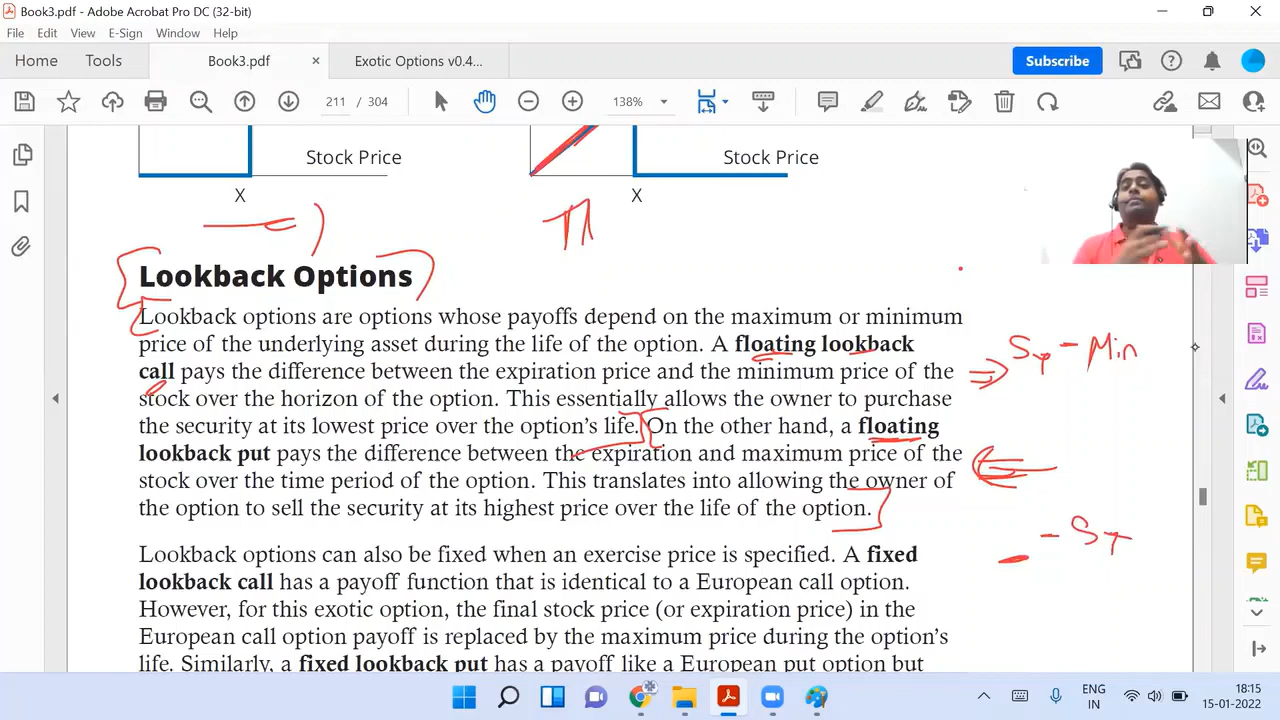 Book3.pdf - Adobe Acrobat Pro DC (32-bit)
File Edit View E-Sign Window Help
Home Tools Book3.pdf × Exotic Options v0.4... Subscribe
211 / 304 138%
Stock Price Stock Price
X X
Lookback Options
Lookback options are options whose payoffs depend on the maximum or minimum
price of the underlying asset during the life of the option. A floating lookback
call pays the difference between the expiration price and the minimum price of the
stock over the horizon of the option. This essentially allows the owner to purchase
the security at its lowest price over the option's life. On the other hand, a floating
lookback put pays the difference between the expiration and maximum price of the
stock over the time period of the option. This translates into allowing the owner of
the option to sell the security at its highest price over the life of the option.
S_T - Min
- S_T
Lookback options can also be fixed when an exercise price is specified. A fixed
lookback call has a payoff function that is identical to a European call option.
However, for this exotic option, the final stock price (or expiration price) in the
European call option payoff is replaced by the maximum price during the option's
life. Similarly, a fixed lookback put has a payoff like a European put option but
ENG 18:15
IN 15-01-2022